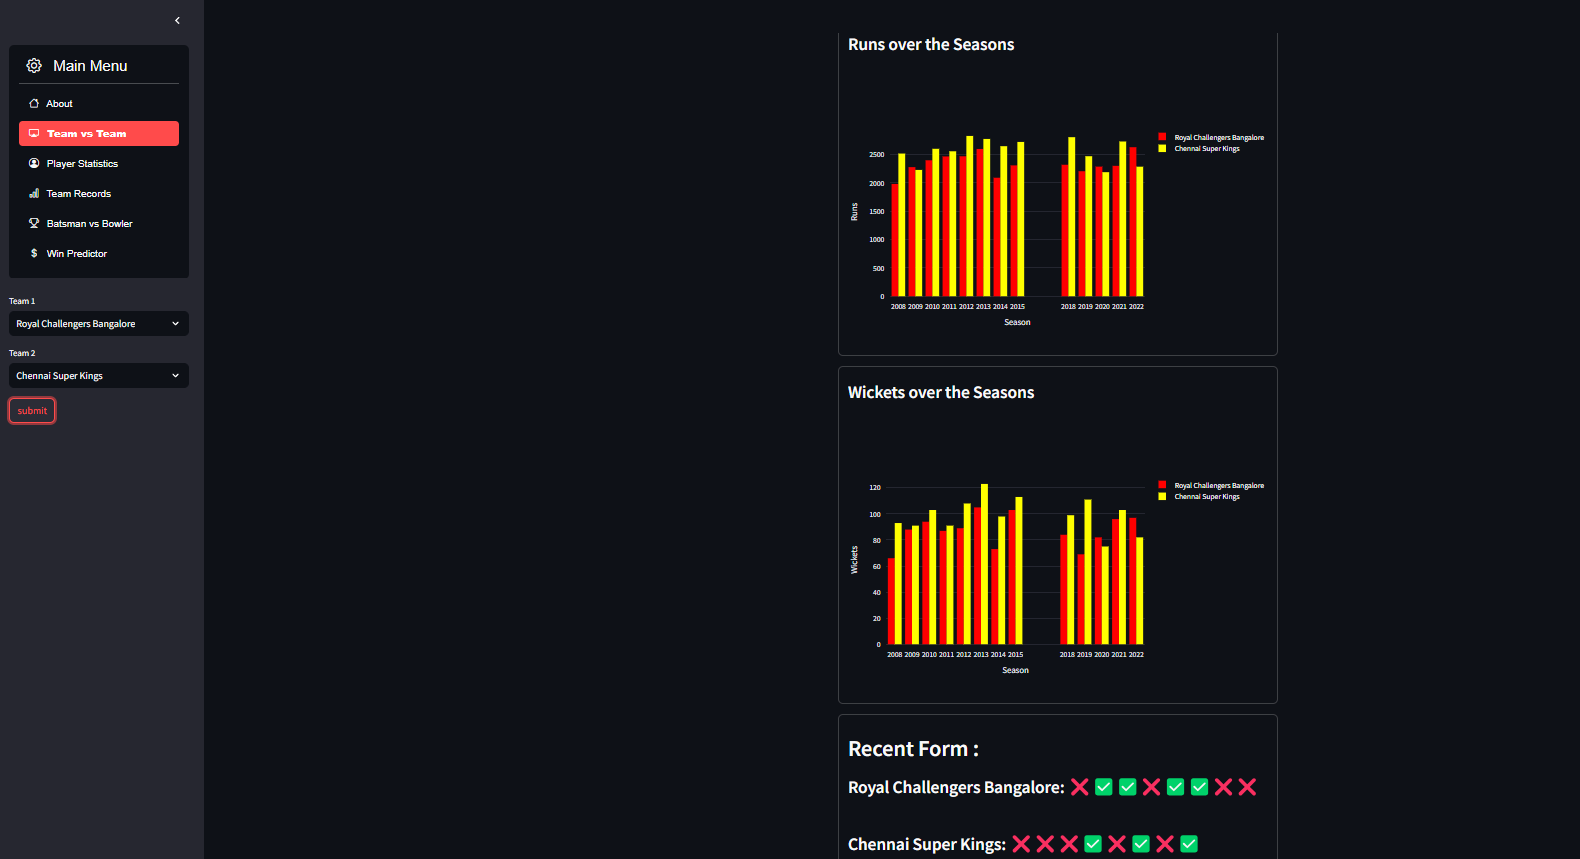 Main Menu
About
Team vs Team
Player Statistics
Team Records
Batsman vs Bowler
$ Win Predictor
Team 1
Royal Challengers Bangalore
Team 2
Chennai Super Kings
submit
Runs over the Seasons
Royal Challengers Bangalore
Chennai Super Kings
2500
2000
1500
1000
500
0
Runs
2008 2009 2010 2011 2012 2013 2014 2015 2018 2019 2020 2021 2022
Season
Wickets over the Seasons
Royal Challengers Bangalore
Chennai Super Kings
120
100
80
60
40
20
0
Wickets
2008 2009 2010 2011 2012 2013 2014 2015 2018 2019 2020 2021 2022
Season
Recent Form :
Royal Challengers Bangalore: ❌ ✅ ✅ ❌ ✅ ✅ ❌ ❌
Chennai Super Kings: ❌ ❌ ❌ ✅ ❌ ✅ ❌ ✅